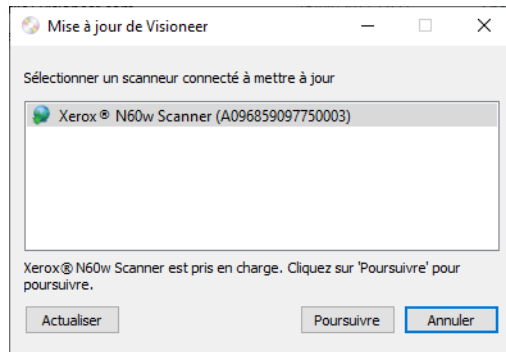 Mise à jour de Visioneer
Sélectionner un scanneur connecté à mettre à jour
Xerox® N60w Scanner (A096859097750003)
Xerox® N60w Scanner est pris en charge. Cliquez sur 'Poursuivre' pour
poursuivre.
Actualiser Poursuivre Annuler